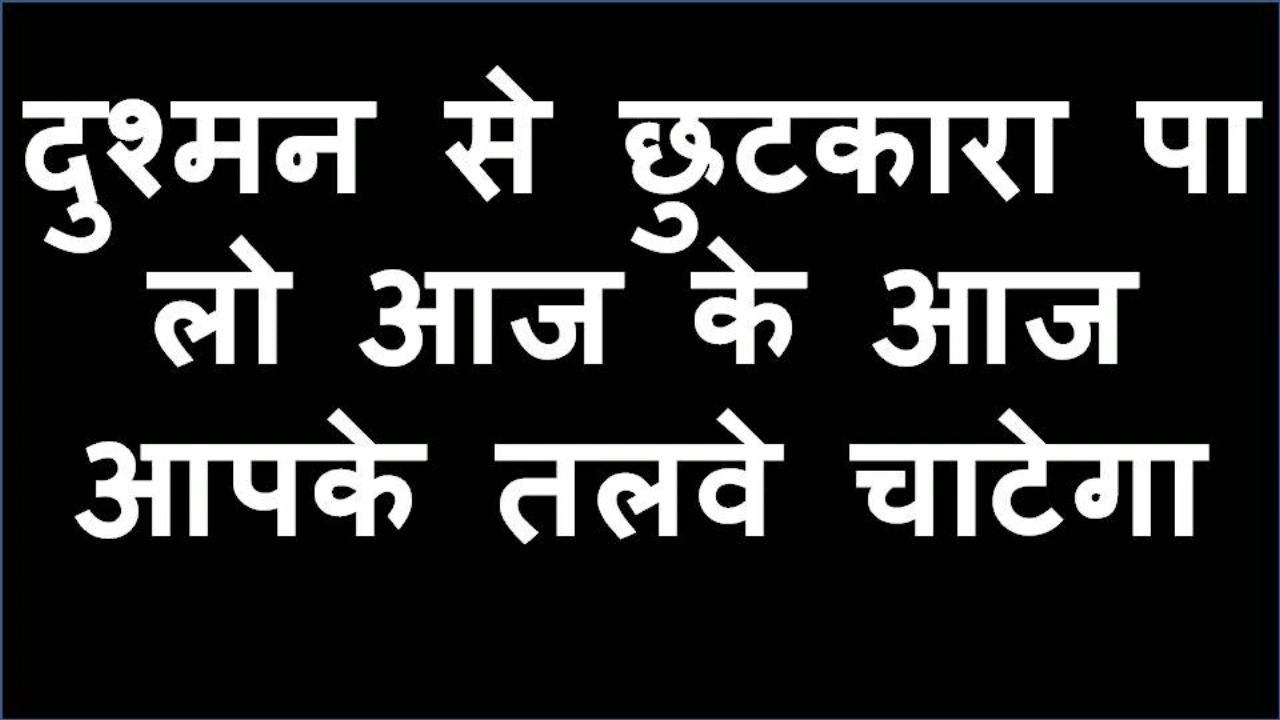 दुश्मन से छुटकारा पा
लो आज के आज
आपके तलवे चाटेगा